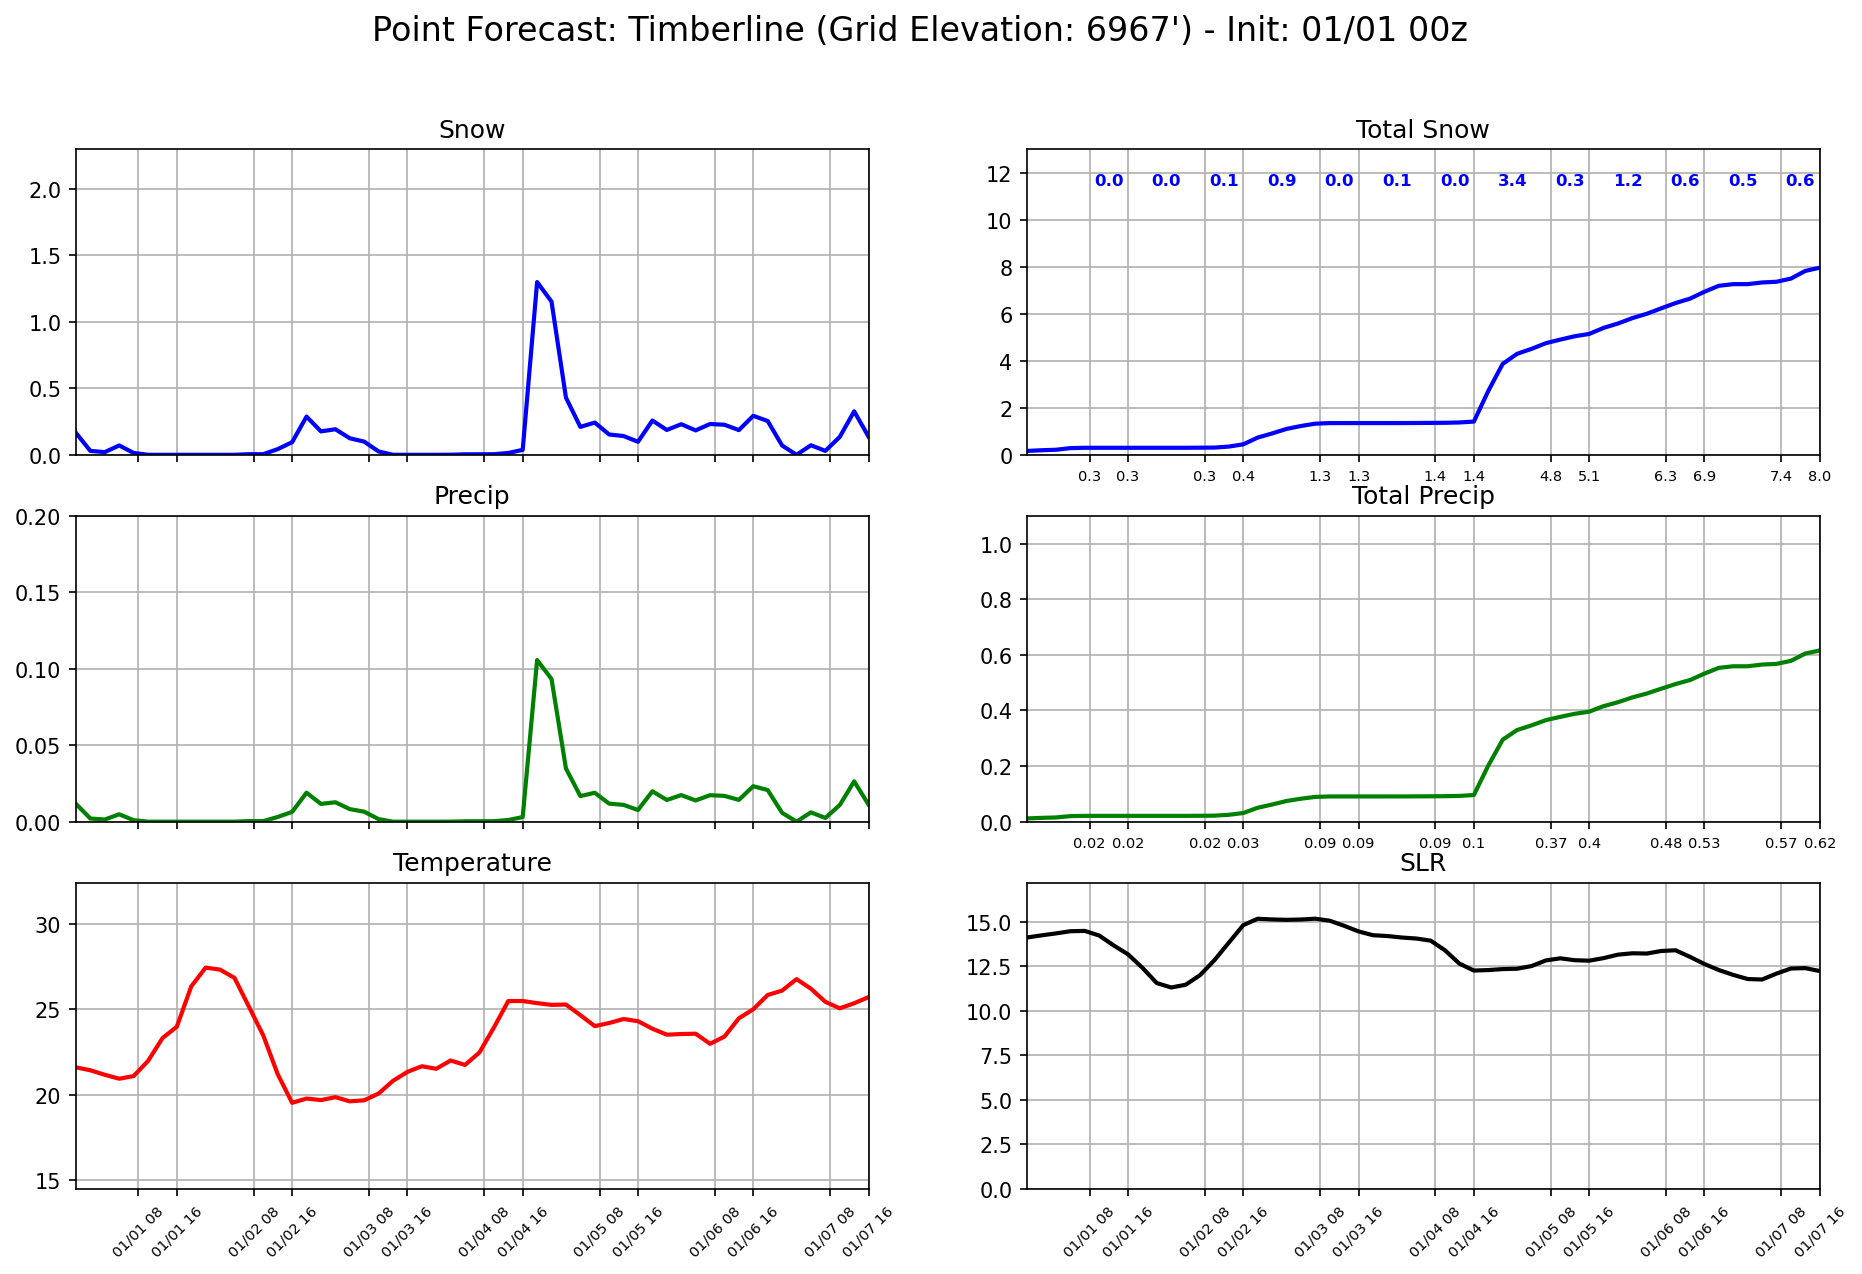 Point Forecast: Timberline (Grid Elevation: 6967') - Init: 01/01 00z
Snow
2.0
1.5
1.0
0.5
0.0
Total Snow
12
10
8
6
4
2
0
0.0 0.0 0.1 0.9 0.0 0.1 0.0 3.4 0.3 1.2 0.6 0.5 0.6
0.3 0.3 0.3 0.4 1.3 1.3 1.4 1.4 4.8 5.1 6.3 6.9 7.4 8.0
Precip
0.20
0.15
0.10
0.05
0.00
Total Precip
1.0
0.8
0.6
0.4
0.2
0.0
0.02 0.02 0.02 0.03 0.09 0.09 0.09 0.1 0.37 0.4 0.48 0.53 0.57 0.62
Temperature
30
25
20
15
01/01 08 01/01 16 01/02 08 01/02 16 01/03 08 01/03 16 01/04 08 01/04 16 01/05 08 01/05 16 01/06 08 01/06 16 01/07 08 01/07 16
SLR
15.0
12.5
10.0
7.5
5.0
2.5
0.0
01/01 08 01/01 16 01/02 08 01/02 16 01/03 08 01/03 16 01/04 08 01/04 16 01/05 08 01/05 16 01/06 08 01/06 16 01/07 08 01/07 16